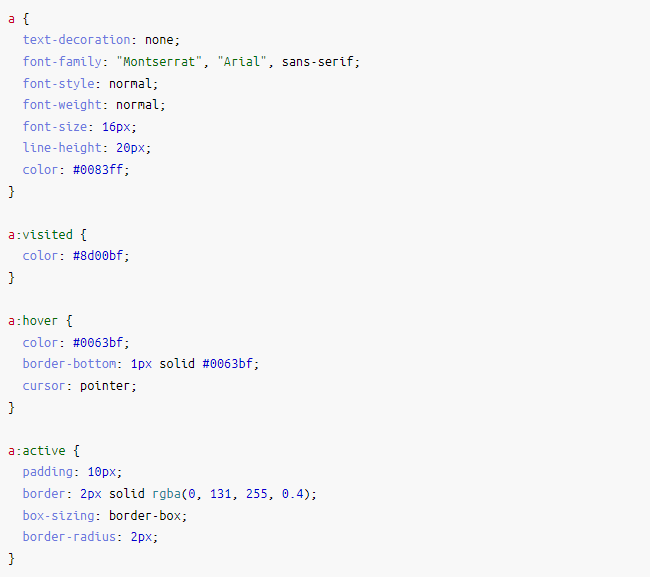 a {
  text-decoration: none;
  font-family: "Montserrat", "Arial", sans-serif;
  font-style: normal;
  font-weight: normal;
  font-size: 16px;
  line-height: 20px;
  color: #0083ff;
}

a:visited {
  color: #8d00bf;
}

a:hover {
  color: #0063bf;
  border-bottom: 1px solid #0063bf;
  cursor: pointer;
}

a:active {
  padding: 10px;
  border: 2px solid rgba(0, 131, 255, 0.4);
  box-sizing: border-box;
  border-radius: 2px;
}